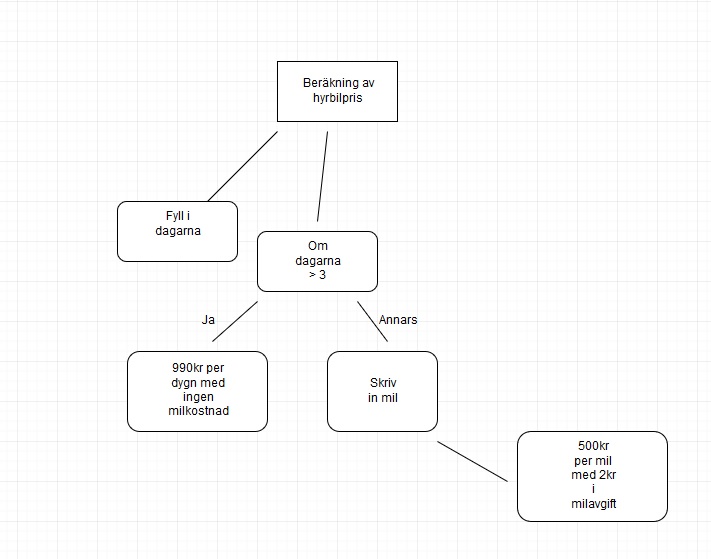 Beräkning av
hyrbilpris
Fyll i
dagarna
Om
dagarna
> 3
Ja
Annars
990kr per
dygn med
ingen
milkostnad
Skriv
in mil
500kr
per mil
med 2kr
i
milavgift